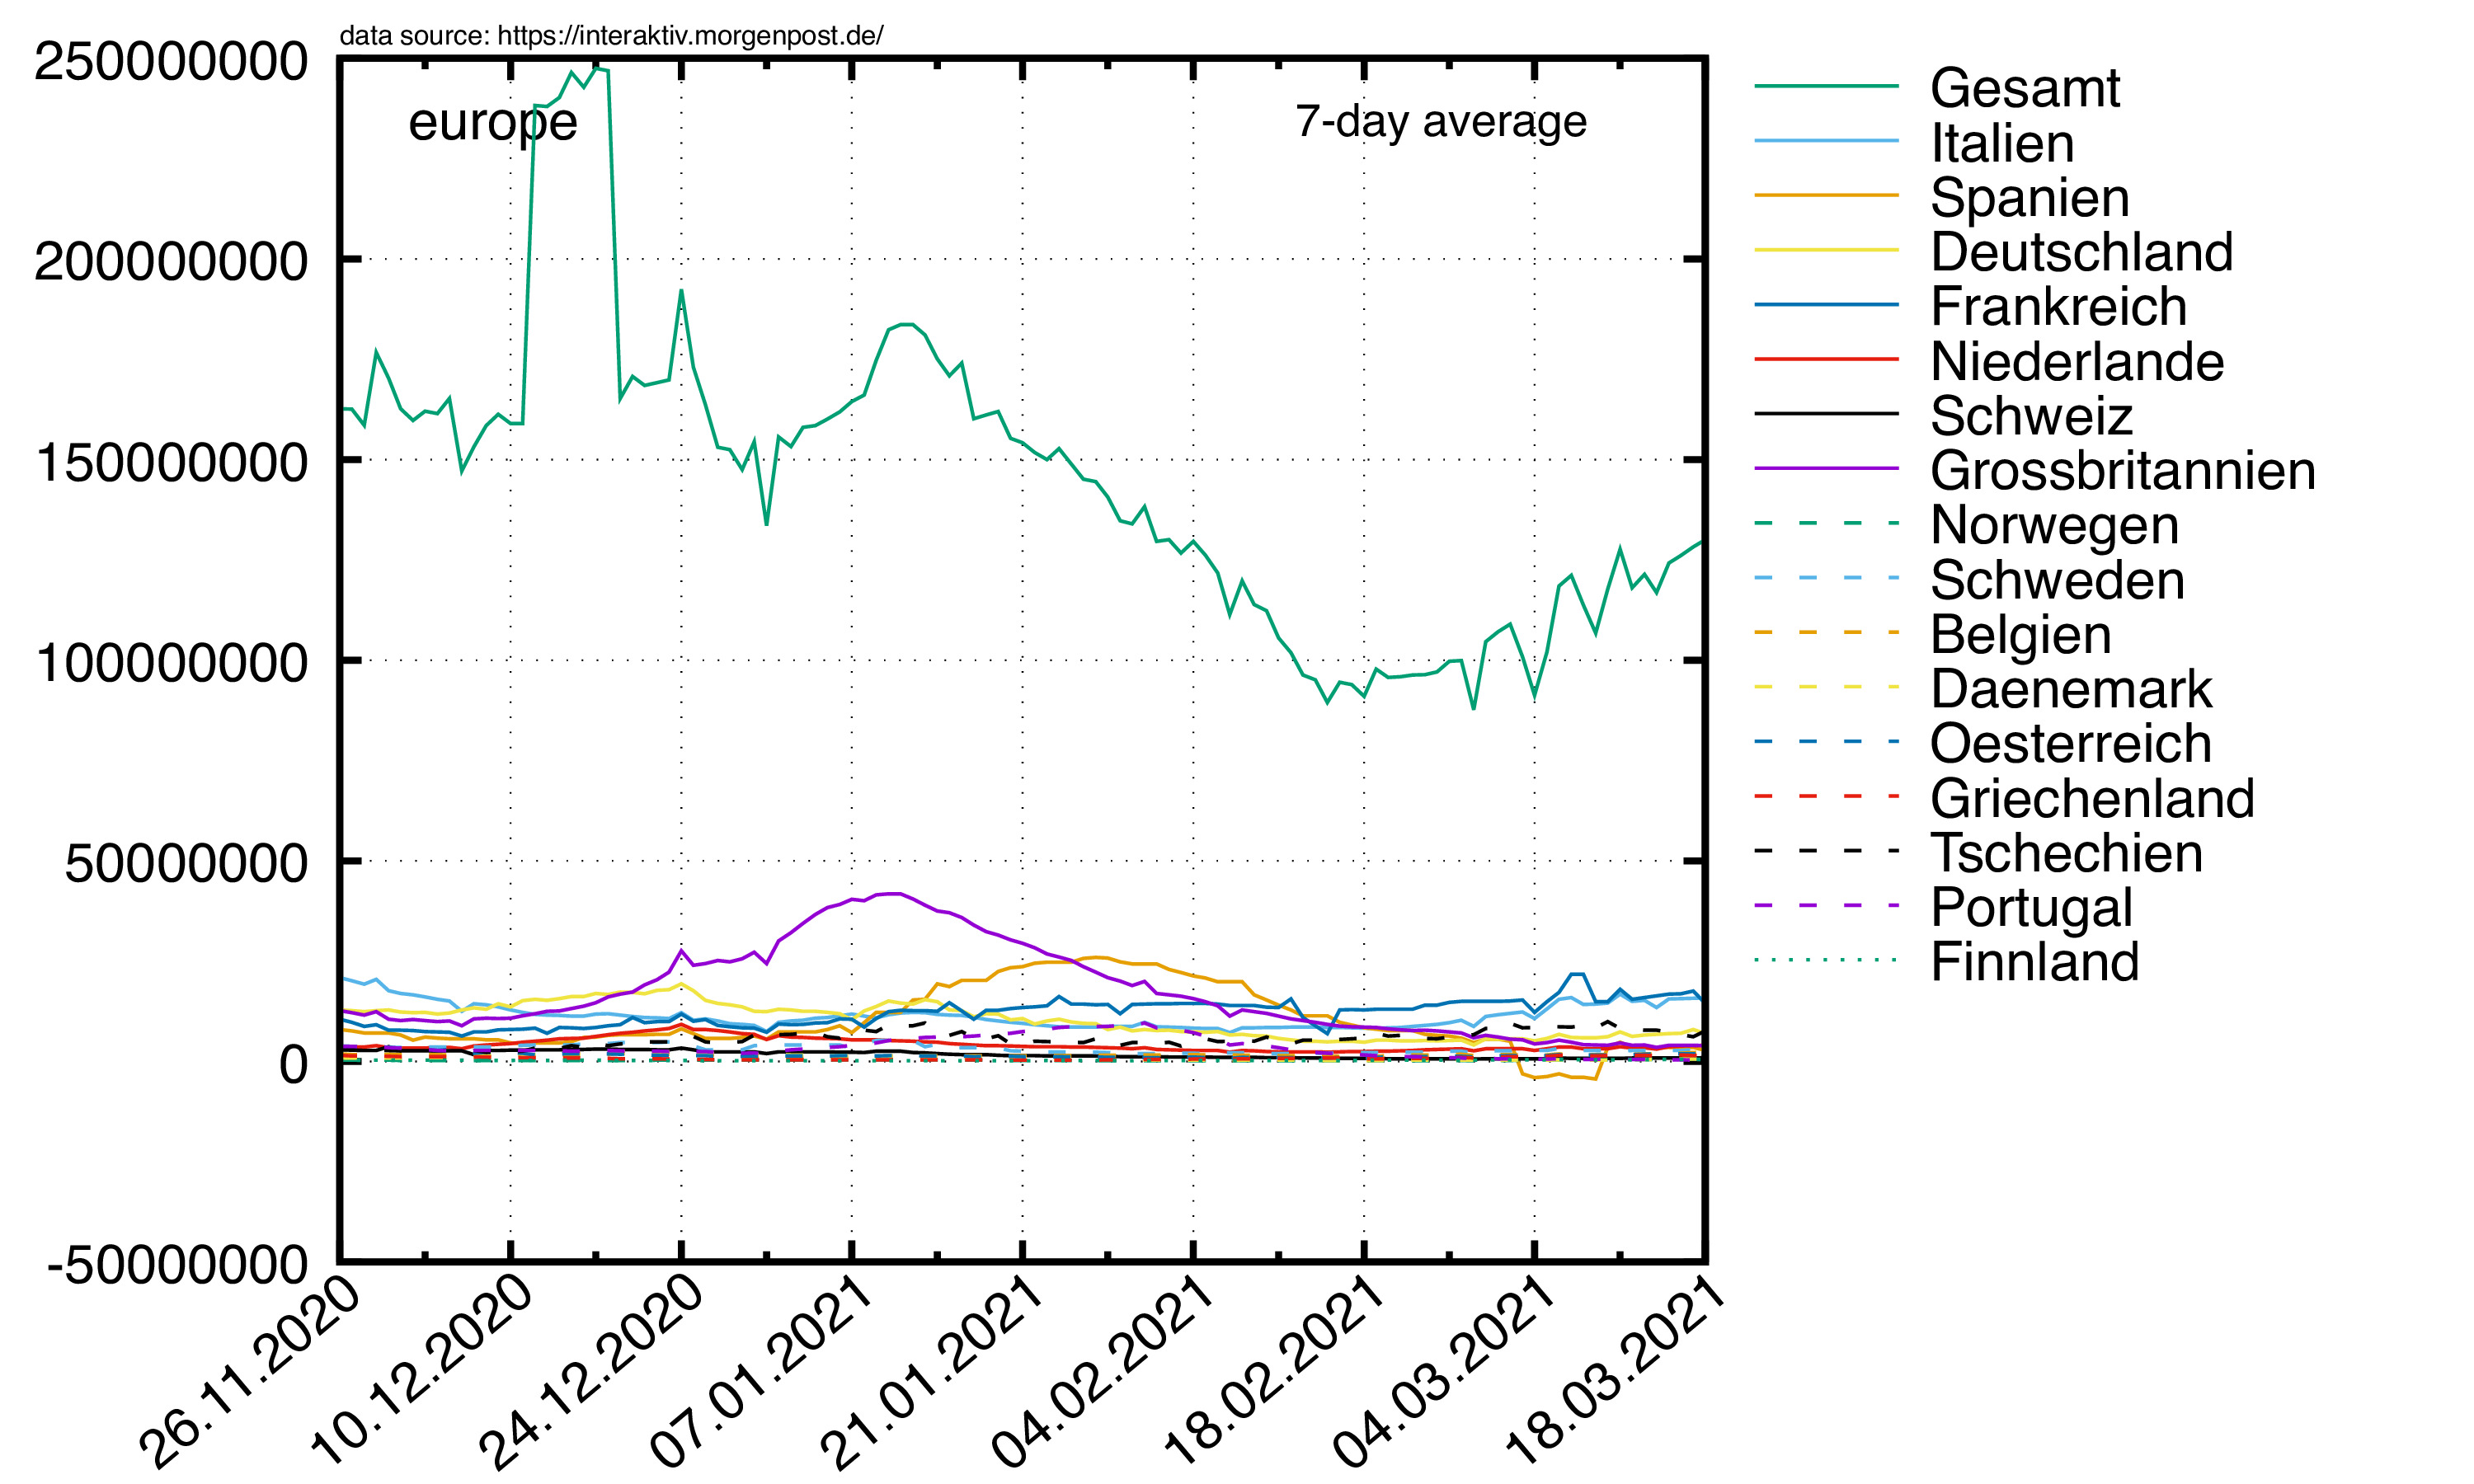 data source: https://interaktiv.morgenpost.de/
europe
7-day average
250000000
200000000
150000000
100000000
50000000
0
-50000000
26.11.2020
10.12.2020
24.12.2020
07.01.2021
21.01.2021
04.02.2021
18.02.2021
04.03.2021
18.03.2021
Gesamt
Italien
Spanien
Deutschland
Frankreich
Niederlande
Schweiz
Grossbritannien
Norwegen
Schweden
Belgien
Daenemark
Oesterreich
Griechenland
Tschechien
Portugal
Finnland